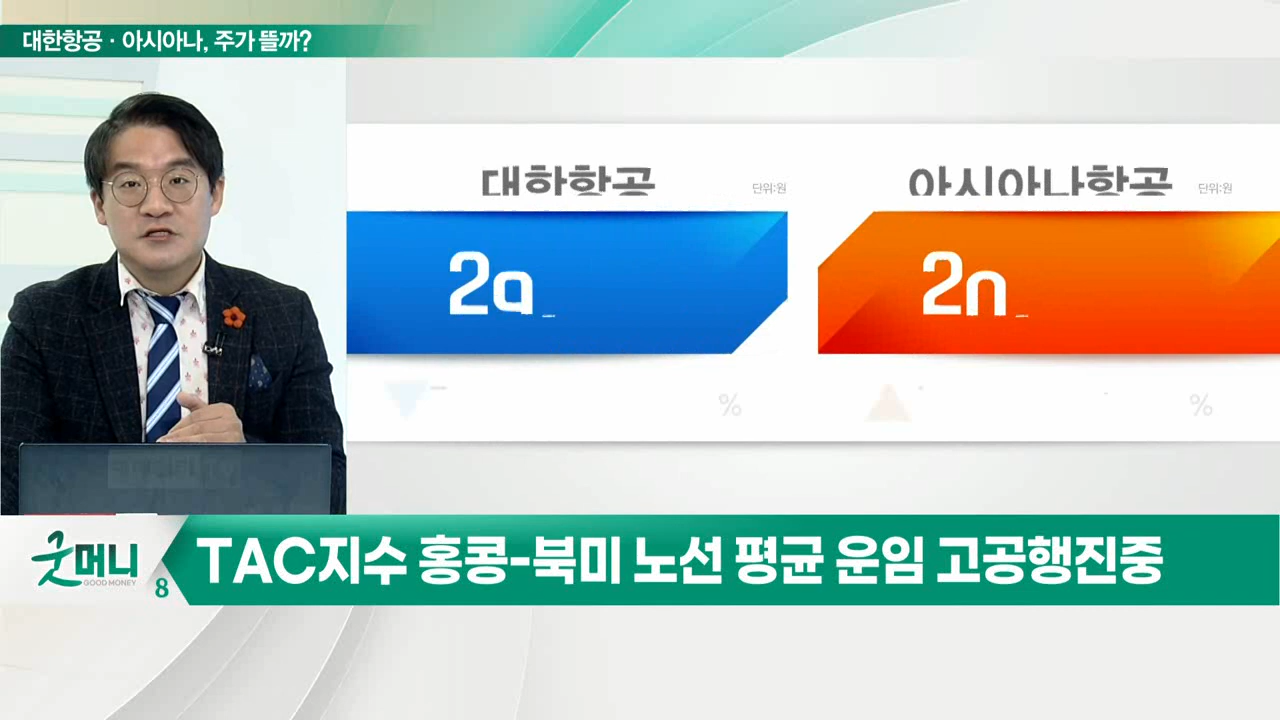 대한항공 · 아시아나, 주가 뜰까?
대한항공
단위:원
아시아나항공
단위:원
%
%
굿머니
GOOD MONEY
8
TAC지수 홍콩-북미 노선 평균 운임 고공행진중